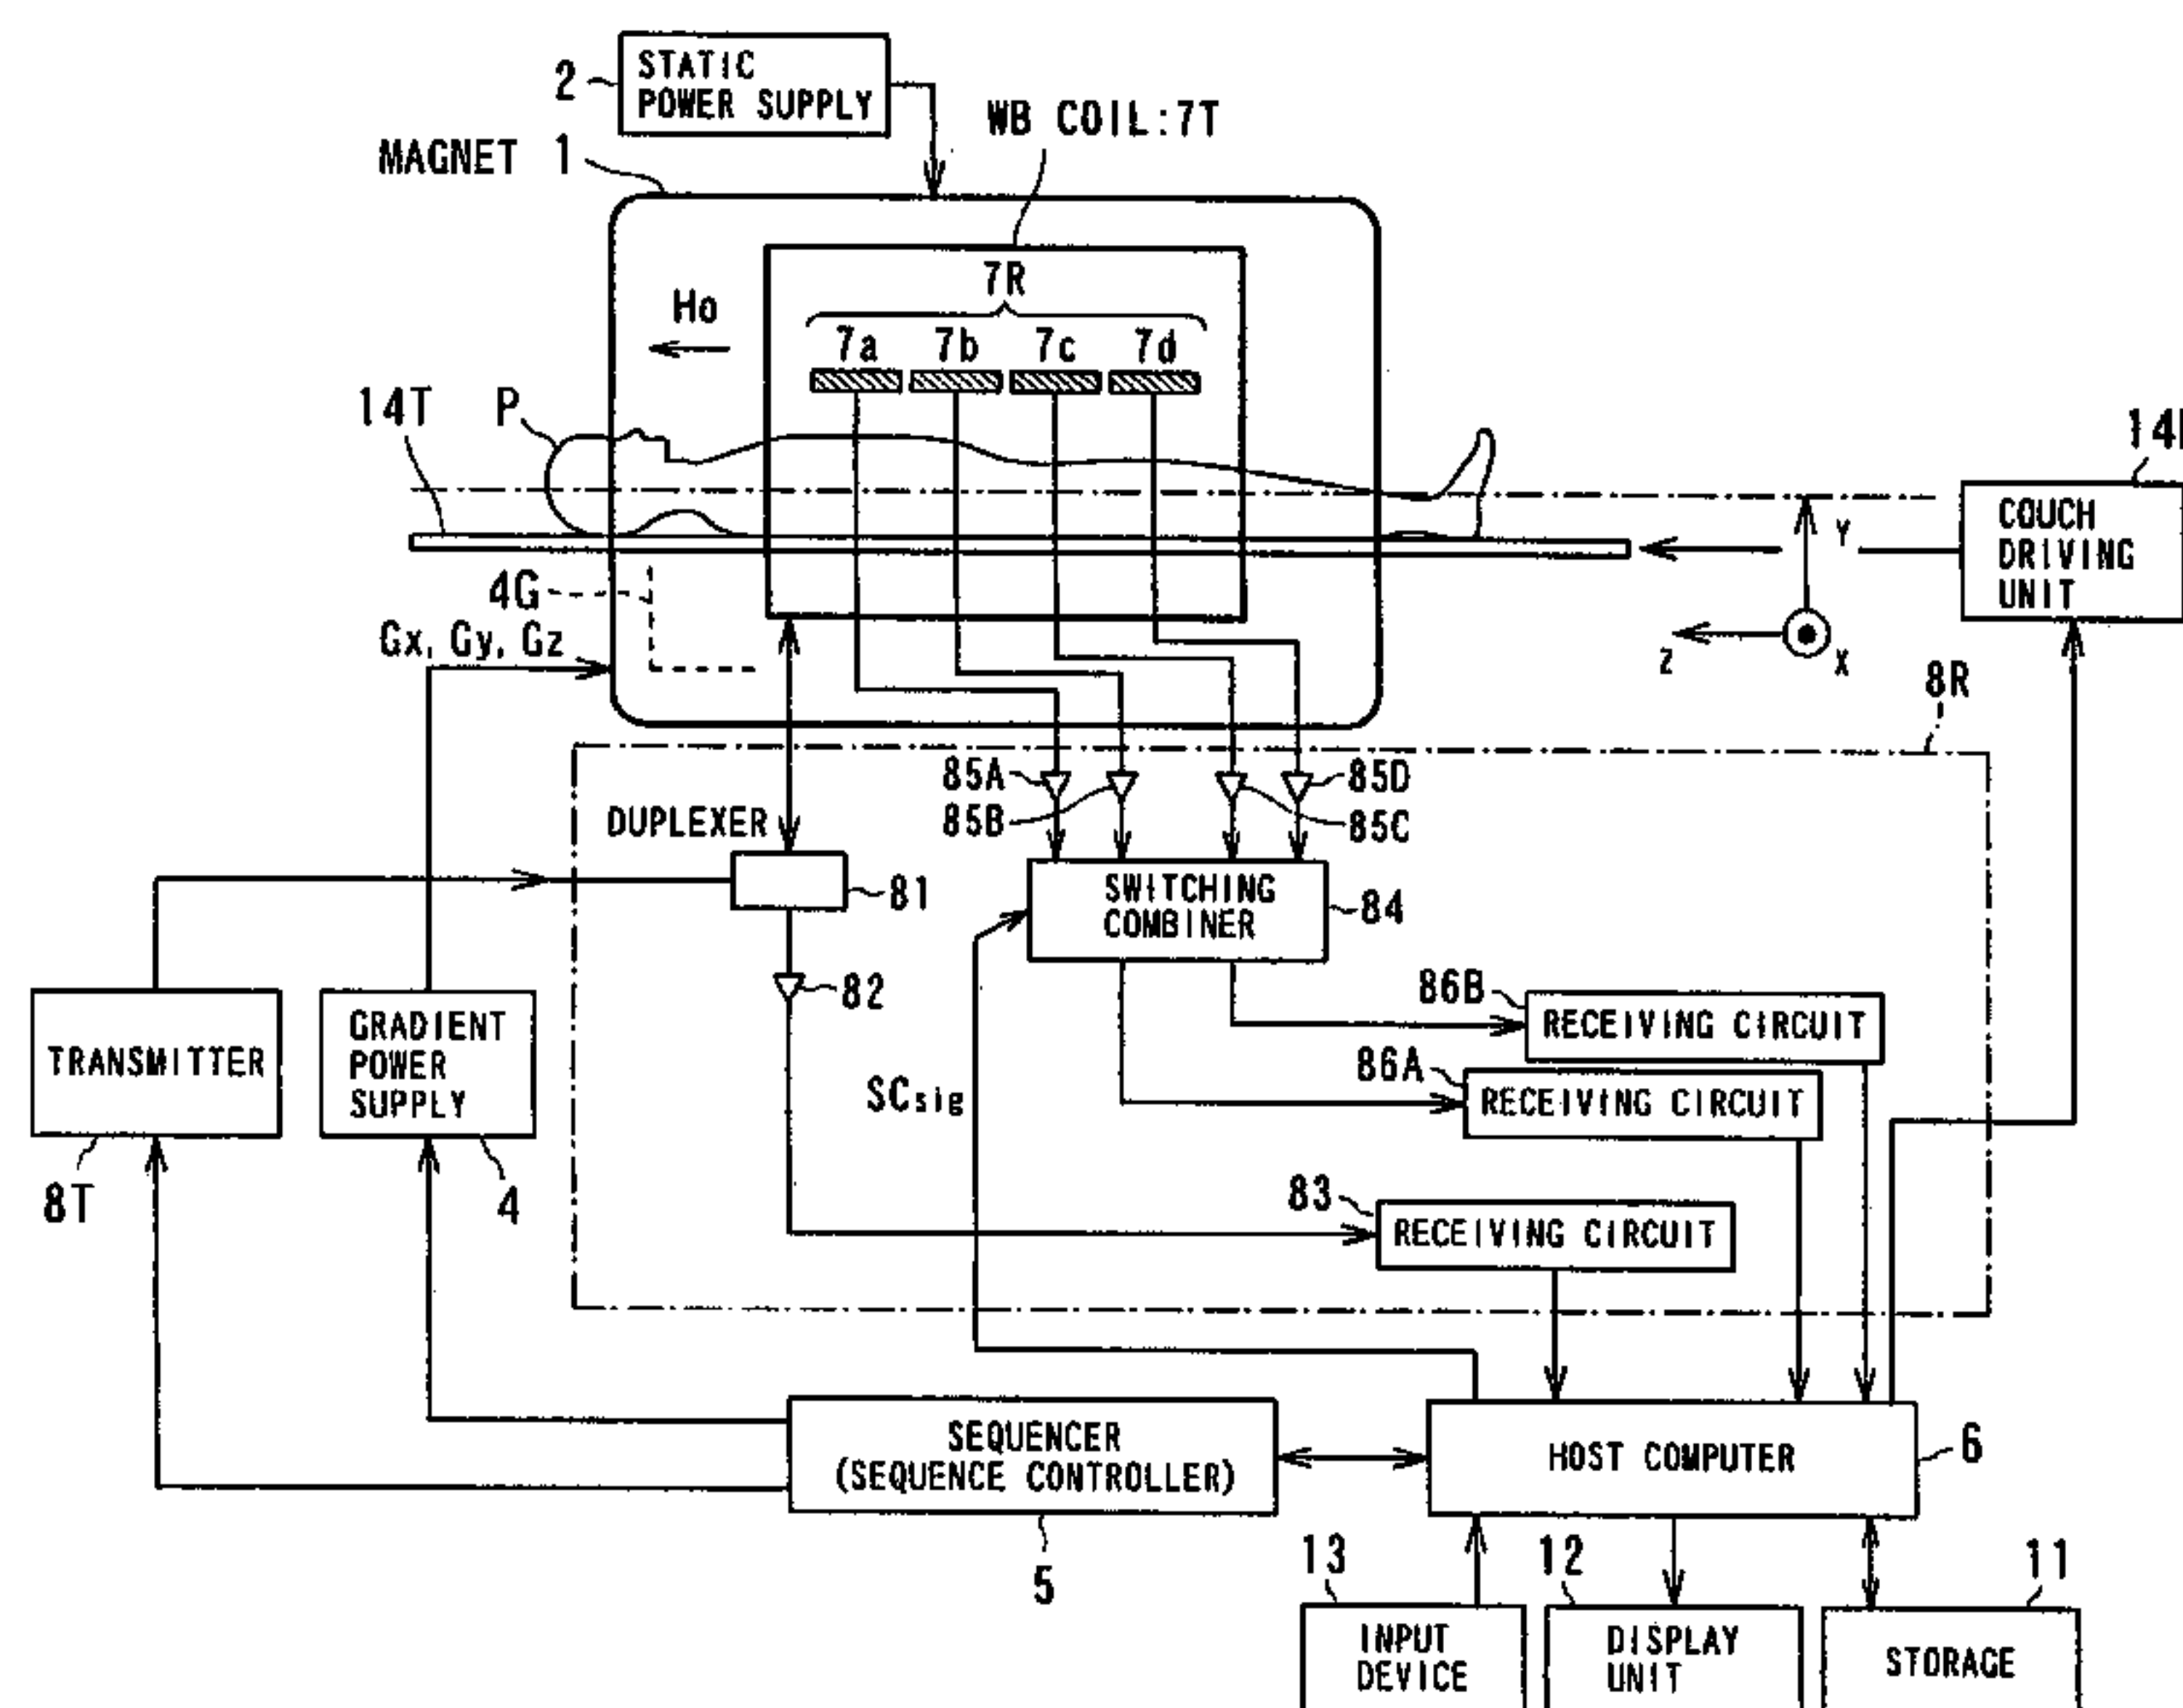 2
STATIC
POWER SUPPLY
WB COIL:7T
MAGNET 1
7R
Ho
7a 7b 7c 7d
14T P
COUCH
DRIVING
UNIT
Y
4G
Gx, Gy, Gz
Z
X
8R
85A
85D
85B
85C
DUPLEXER
81
SWITCHING
COMBINER
84
82
86B
RECEIVING CIRCUIT
TRANSMITTER
GRADIENT
POWER
SUPPLY
86A
RECEIVING CIRCUIT
SCsig
8T
4
83
RECEIVING CIRCUIT
SEQUENCER
(SEQUENCE CONTROLLER)
HOST COMPUTER
6
5
13
12
11
INPUT
DEVICE
DISPLAY
UNIT
STORAGE